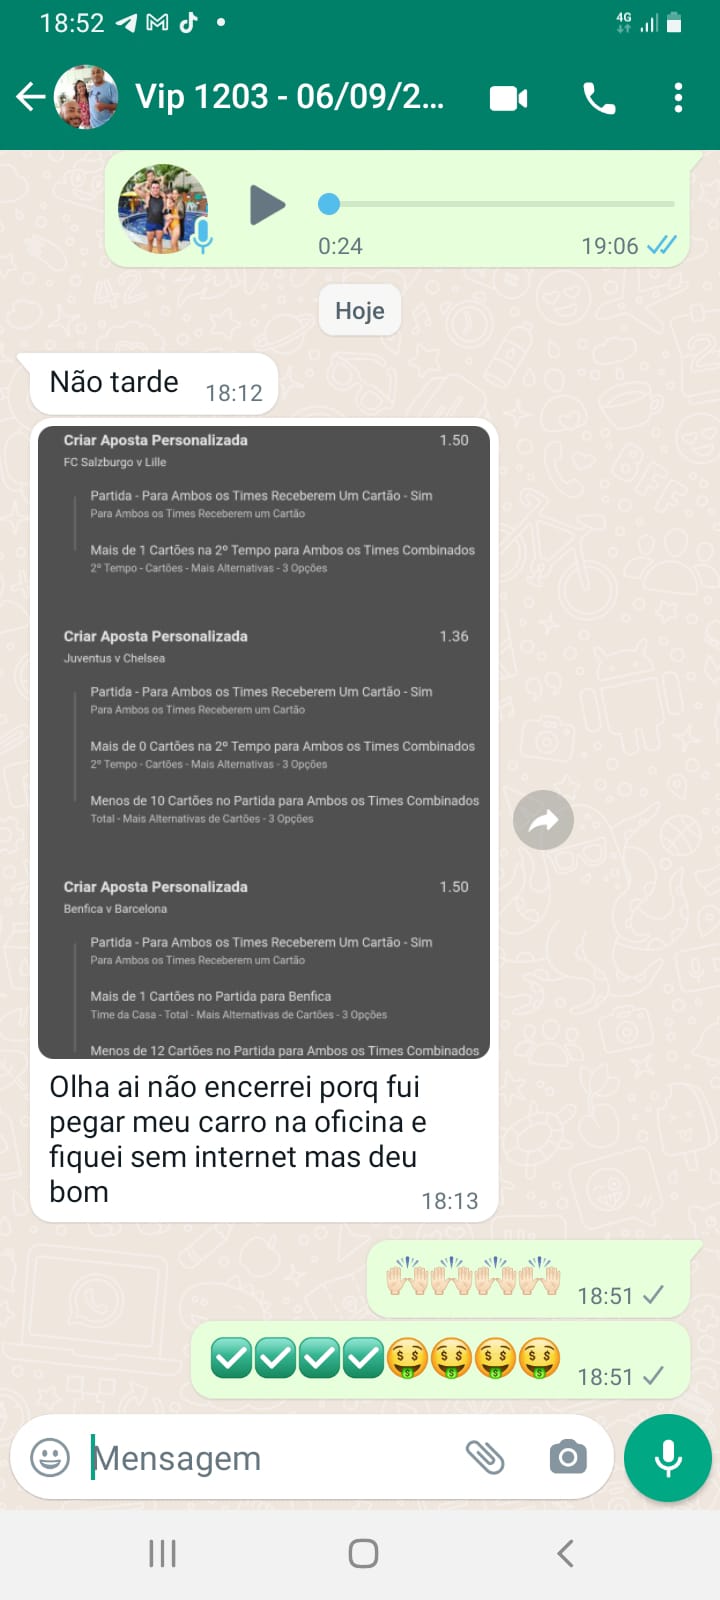 18:52
4G
Vip 1203 - 06/09/2...
0:24
19:06
Hoje
Não tarde
18:12
Criar Aposta Personalizada 1.50
FC Salzburgo v Lille
Partida - Para Ambos os Times Receberem Um Cartão - Sim
Para Ambos os Times Receberem um Cartão
Mais de 1 Cartões na 2º Tempo para Ambos os Times Combinados
2º Tempo - Cartões - Mais Alternativas - 3 Opções
Criar Aposta Personalizada 1.36
Juventus v Chelsea
Partida - Para Ambos os Times Receberem Um Cartão - Sim
Para Ambos os Times Receberem um Cartão
Mais de 0 Cartões na 2º Tempo para Ambos os Times Combinados
2º Tempo - Cartões - Mais Alternativas - 3 Opções
Menos de 10 Cartões no Partida para Ambos os Times Combinados
Total - Mais Alternativas de Cartões - 3 Opções
Criar Aposta Personalizada 1.50
Benfica v Barcelona
Partida - Para Ambos os Times Receberem Um Cartão - Sim
Para Ambos os Times Receberem um Cartão
Mais de 1 Cartões no Partida para Benfica
Time da Casa - Total - Mais Alternativas de Cartões - 3 Opções
Menos de 12 Cartões no Partida para Ambos os Times Combinados
Olha ai não encerrei porq fui
pegar meu carro na oficina e
fiquei sem internet mas deu
bom
18:13
🙌🏻🙌🏻🙌🏻🙌🏻 18:51
✅✅✅✅🤑🤑🤑🤑 18:51
Mensagem